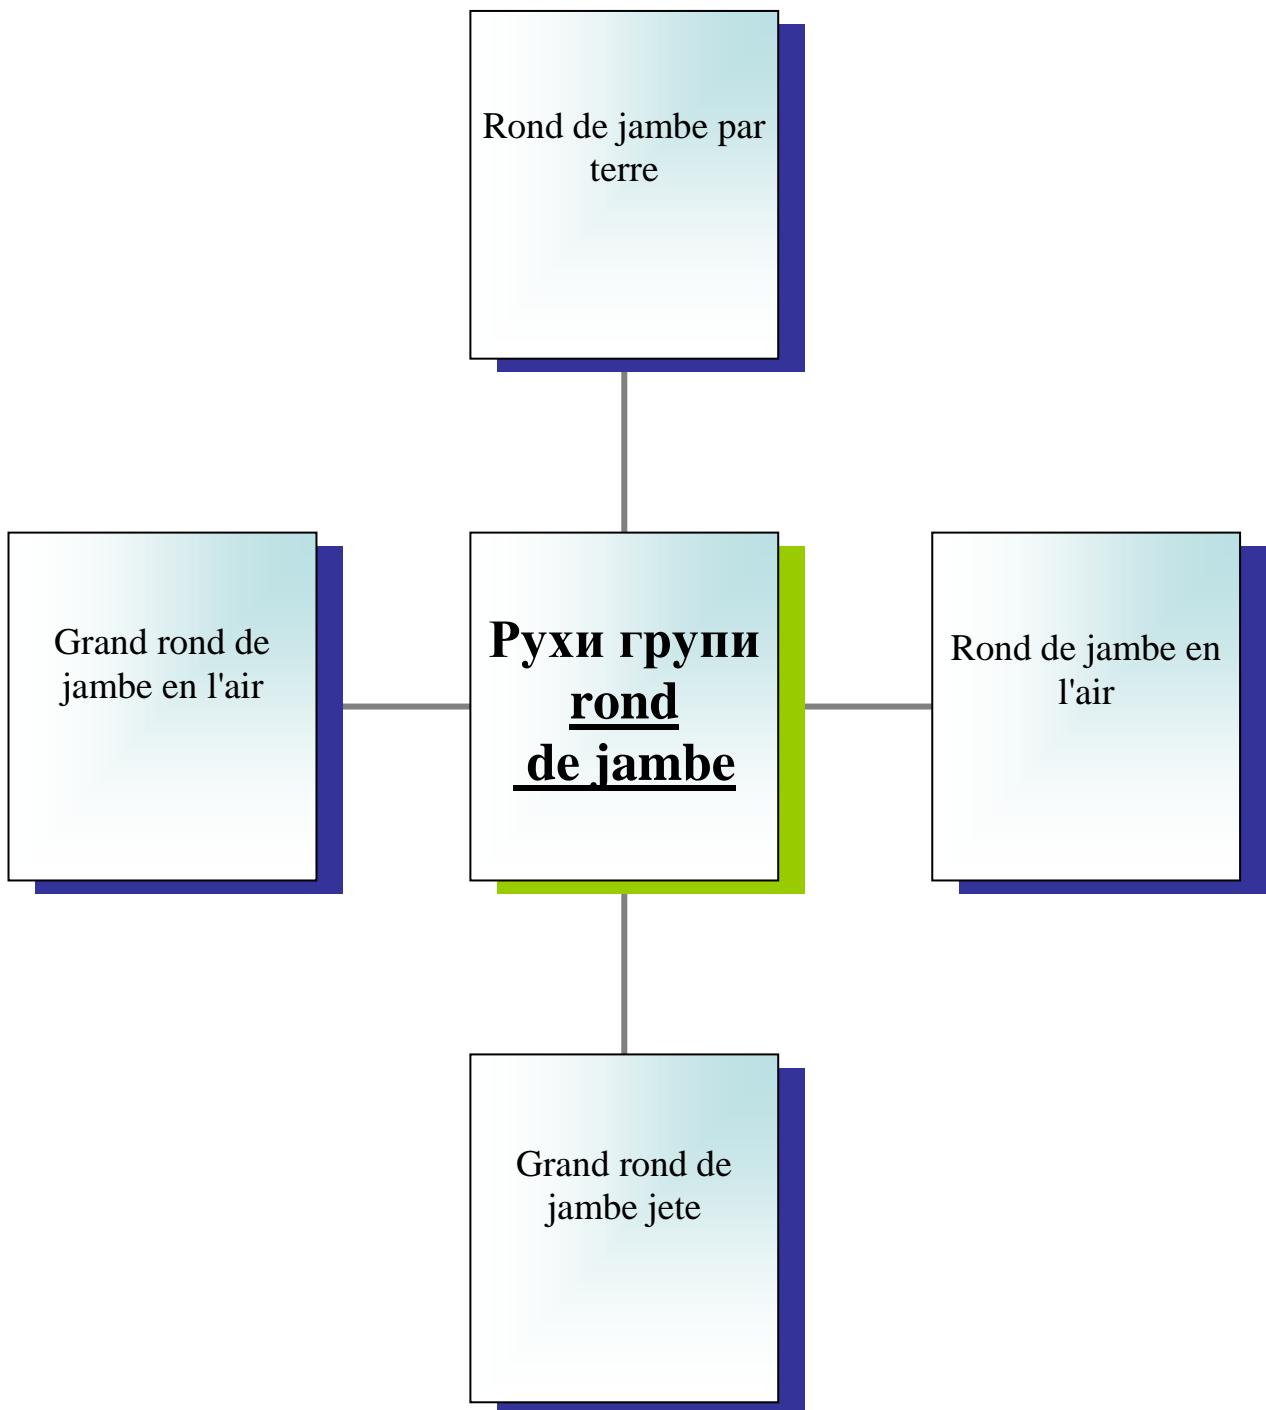 Rond de jambe par
terre
Grand rond de
jambe en l'air
Рухи групи
rond
de jambe
Rond de jambe en
l'air
Grand rond de
jambe jete